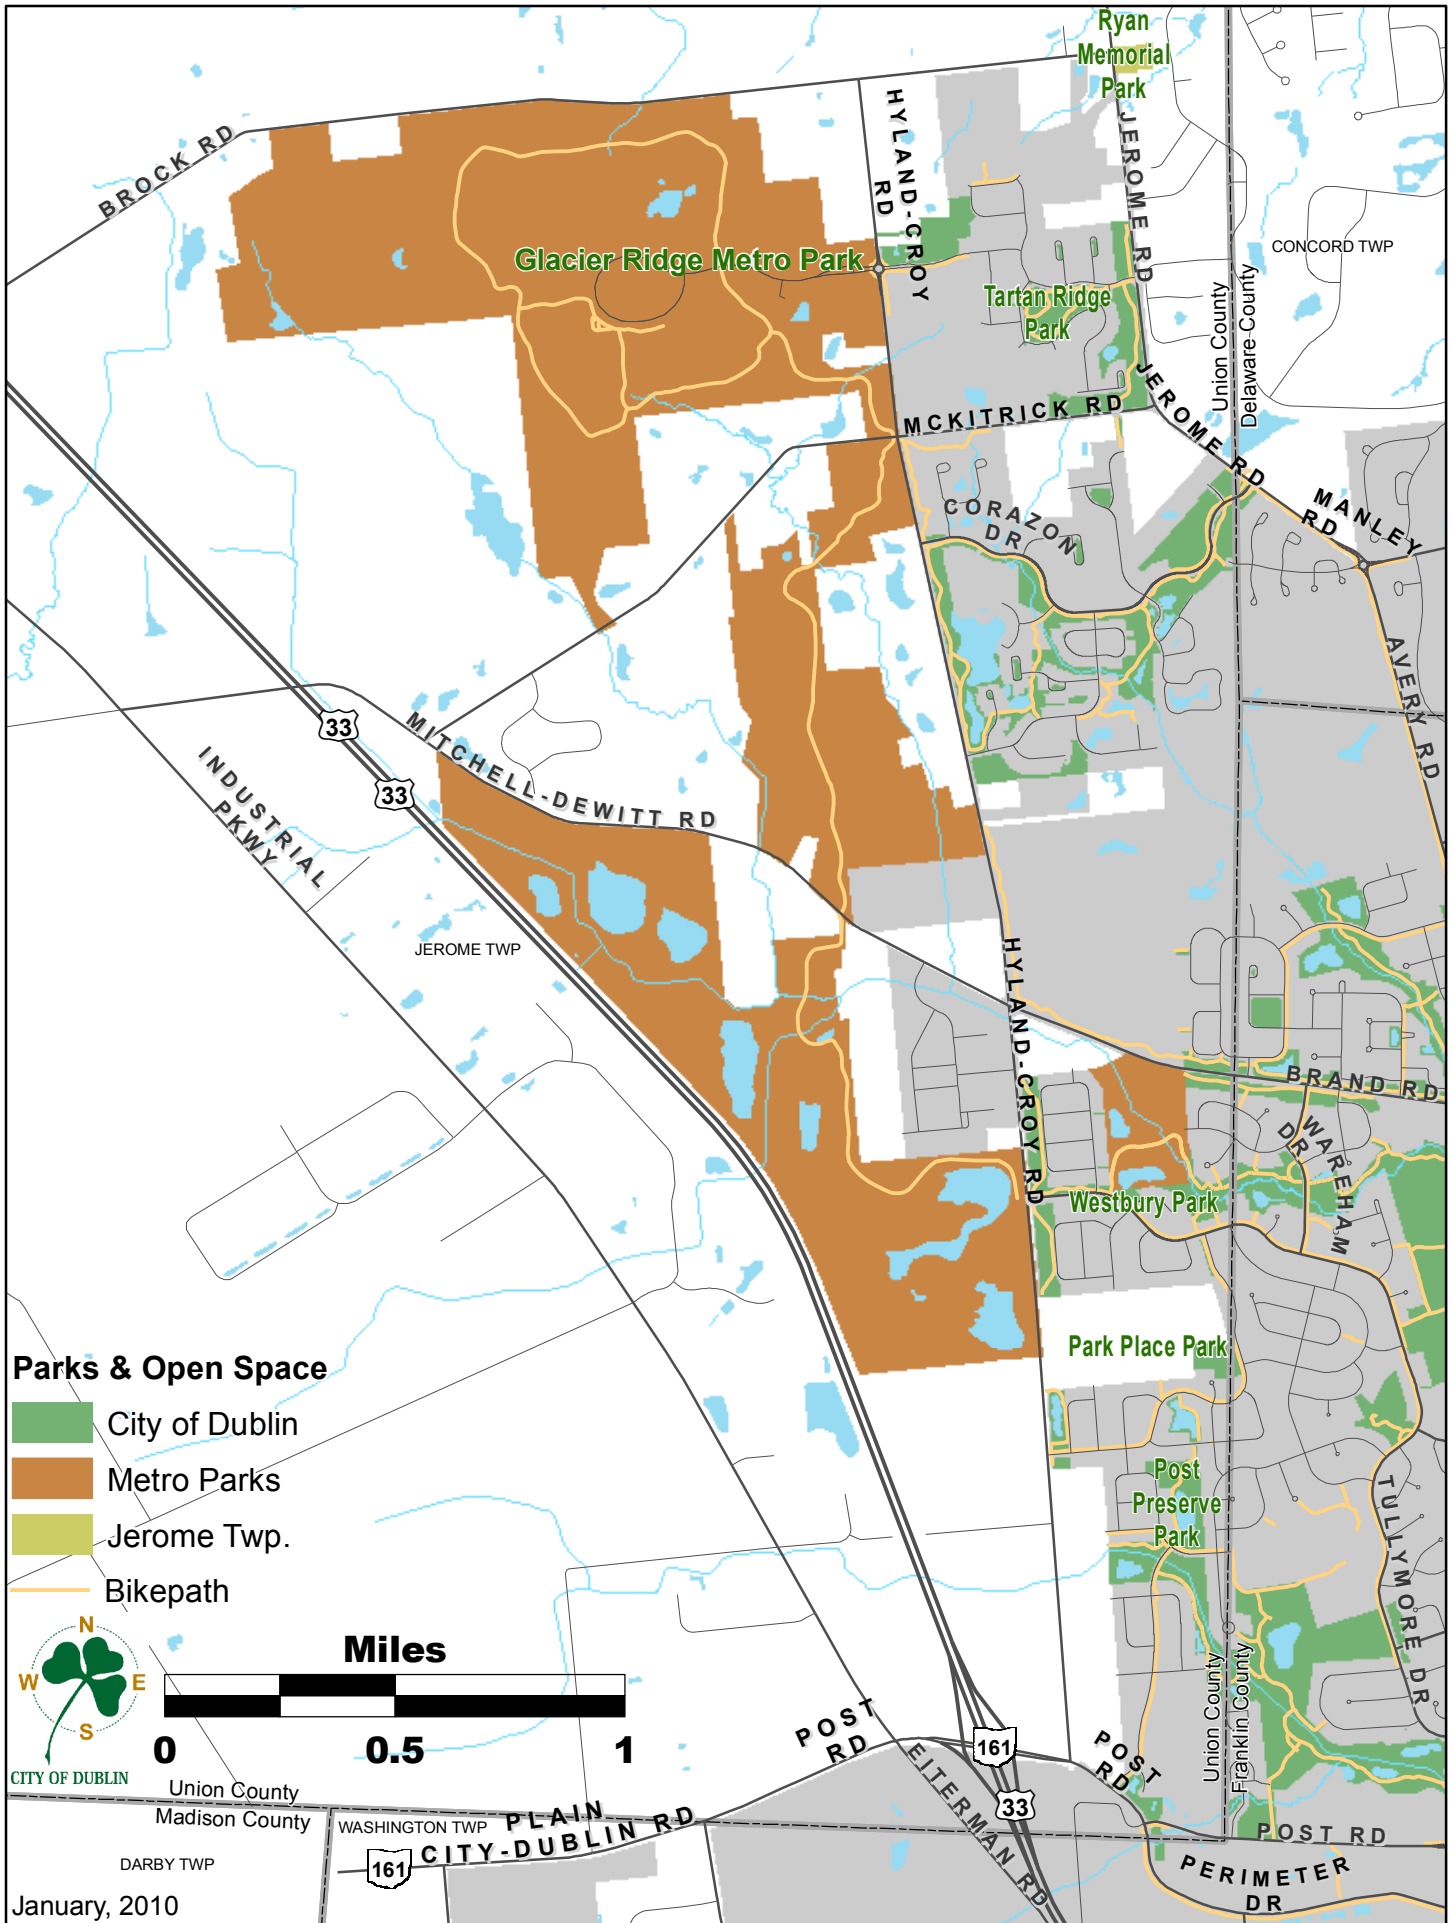 Ryan
Memorial
Park
BROCK RD
HYLAND-CROY
RD
JEROME RD
CONCORD TWP
Glacier Ridge Metro Park
Tartan Ridge
Park
Union County
Delaware County
MCKITRICK RD
JEROME RD
MANLEY
RD
CORAZON
DR
AVERY RD
33
33
MITCHELL-DEWITT RD
INDUSTRIAL
PKWY
JEROME TWP
HYLAND-CROY RD
BRAND RD
WAREHAM
DR
Westbury Park
Park Place Park
Post
Preserve
Park
TULLYMORE DR
Parks & Open Space
City of Dublin
Metro Parks
Jerome Twp.
Bikepath
N
W E
S
CITY OF DUBLIN
Miles
0 0.5 1
Union County
Franklin County
POST
RD
161
POST
RD
33
EITERMAN RD
Union County
Madison County
WASHINGTON TWP
PLAIN
CITY-DUBLIN RD
161
POST RD
PERIMETER
DR
DARBY TWP
January, 2010